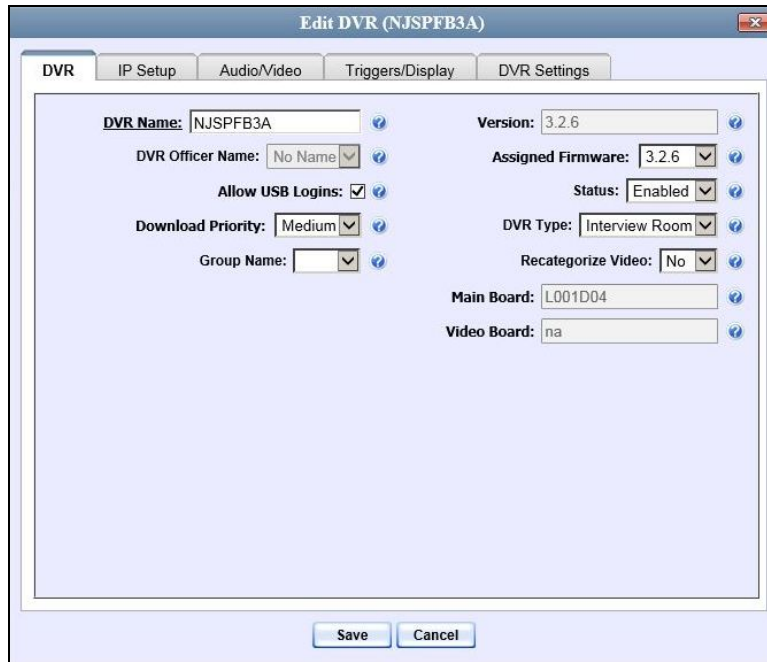 Edit DVR (NJSPFB3A)
DVR
IP Setup
Audio/Video
Triggers/Display
DVR Settings
DVR Name: NJSPFB3A
DVR Officer Name: No Name
Allow USB Logins:
Download Priority: Medium
Group Name:
Version: 3.2.6
Assigned Firmware: 3.2.6
Status: Enabled
DVR Type: Interview Room
Recategorize Video: No
Main Board: L001D04
Video Board: na
Save
Cancel